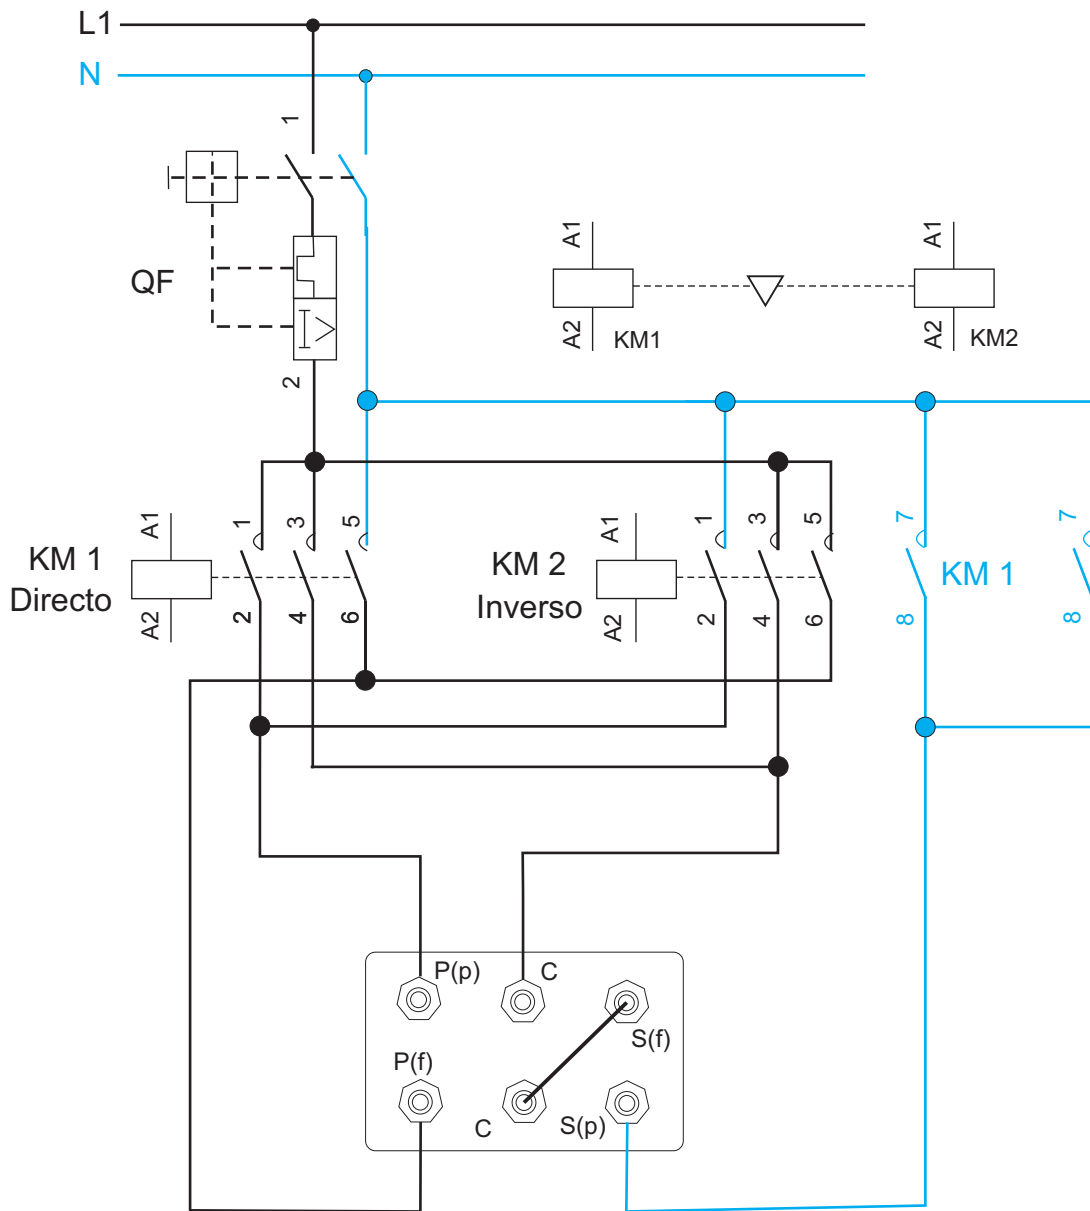 L1
N
1
QF
2
A1
A2
KM1
A1
A2
KM2
KM 1
Directo
A1
A2
1
3
5
2
4
6
KM 2
Inverso
A1
A2
1
3
5
2
4
6
7
KM 1
8
7
8
P(p)
C
S(f)
P(f)
C
S(p)